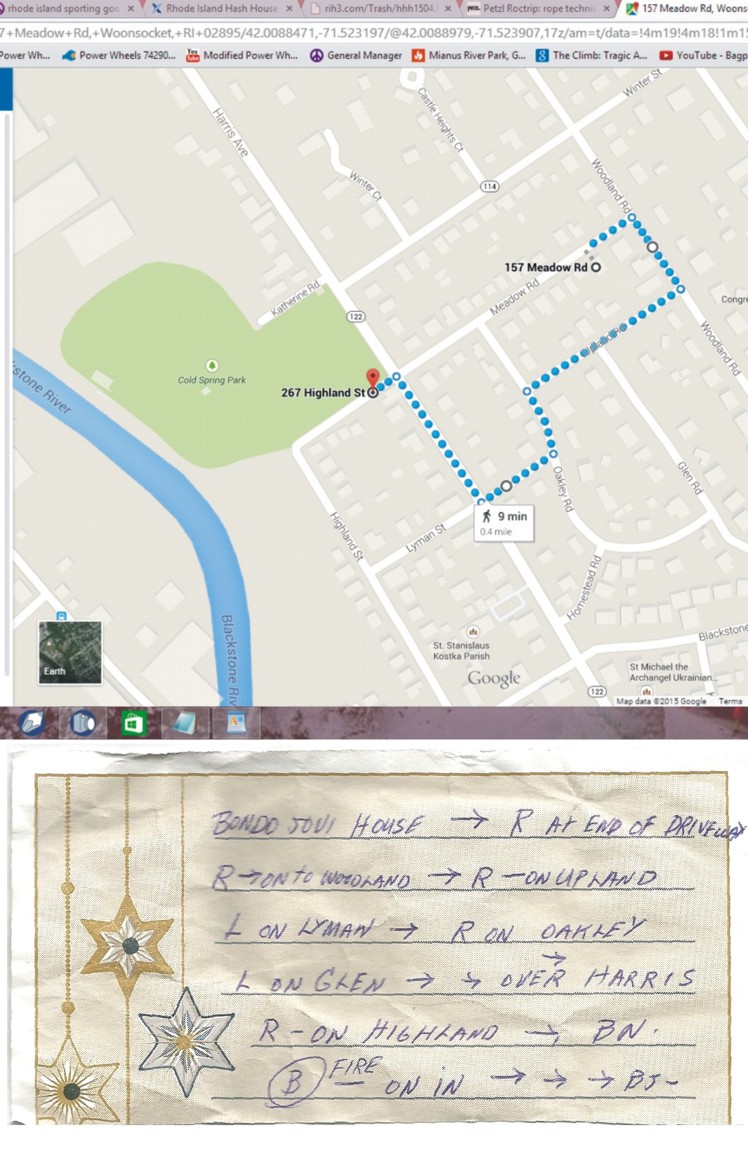 rhode island sporting goo × Rhode Island Hash House × rih3.com/Trash/hhh1504. × Petzl Roctrip: rope technic × 157 Meadow Rd, Woons
7+Meadow+Rd,+Woonsocket,+RI+02895/42.0088471,-71.523197/@42.0088979,-71.523907,17z/am=t/data=!4m19!4m18!1m15
Power Wh... Power Wheels 74290... Modified Power Wh... General Manager Mianus River Park, G... The Climb: Tragic A... YouTube - Bagp
Winter St
Castle Heights Ct
Harris Ave
Winter Ct
114
Woodland Rd
157 Meadow Rd
Katherine Rd
Meadow Rd
Congre
122
Upland Rd
Woodland Rd
Cold Spring Park
267 Highland St
stone River
Oakley Rd
Glen Rd
9 min
0.4 mile
Highland St
Lyman St
Homestead Rd
Blackstone Riv
Blackstone
St. Stanislaus
Kostka Parish
St Michael the
Archangel Ukrainian...
Earth
Google
122
Map data ©2015 Google Terms
BONDO JOVI HOUSE → R AT END OF DRIVEWAY
R→ONTO WOODLAND → R-ON UPLAND
L ON LYMAN → R ON OAKLEY
L ON GLEN → → OVER HARRIS
R-ON HIGHLAND → BN.
B FIRE ON IN → → → BJ-